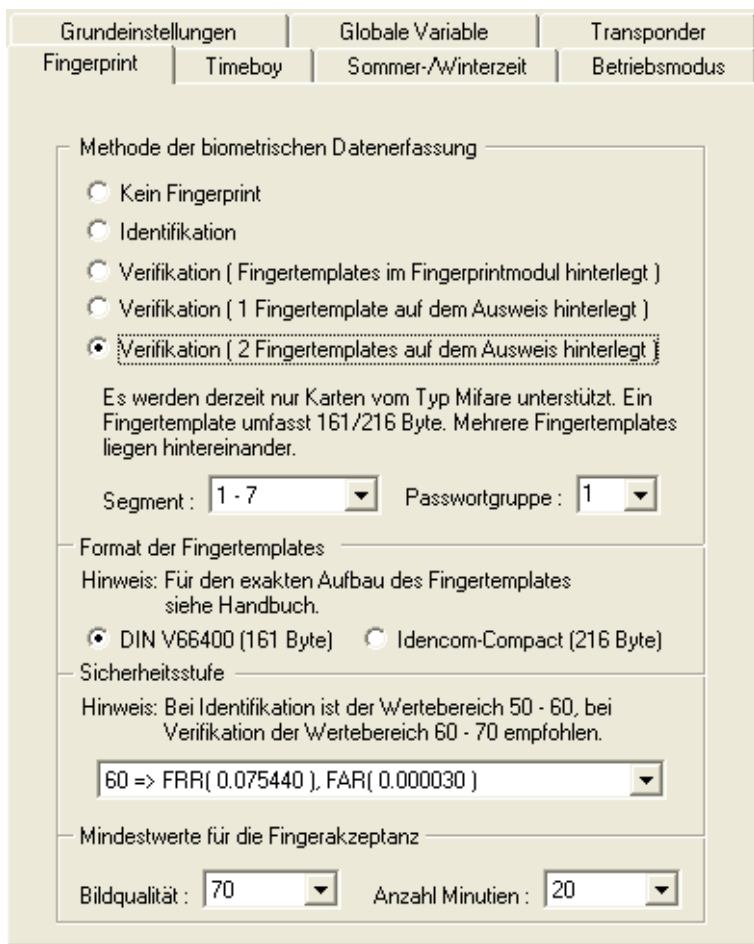 Grundeinstellungen Globale Variable Transponder
Fingerprint Timeboy Sommer-/Winterzeit Betriebsmodus
Methode der biometrischen Datenerfassung
Kein Fingerprint
Identifikation
Verifikation ( Fingertemplates im Fingerprintmodul hinterlegt )
Verifikation ( 1 Fingertemplate auf dem Ausweis hinterlegt )
Verifikation ( 2 Fingertemplates auf dem Ausweis hinterlegt )
Es werden derzeit nur Karten vom Typ Mifare unterstützt. Ein
Fingertemplate umfasst 161/216 Byte. Mehrere Fingertemplates
liegen hintereinander.
Segment : 1 - 7 Passwortgruppe : 1
Format der Fingertemplates
Hinweis: Für den exakten Aufbau des Fingertemplates
siehe Handbuch.
DIN V66400 (161 Byte) Idencom-Compact (216 Byte)
Sicherheitsstufe
Hinweis: Bei Identifikation ist der Wertebereich 50 - 60, bei
Verifikation der Wertebereich 60 - 70 empfohlen.
60 => FRR( 0.075440 ), FAR( 0.000030 )
Mindestwerte für die Fingerakzeptanz
Bildqualität : 70 Anzahl Minutien : 20